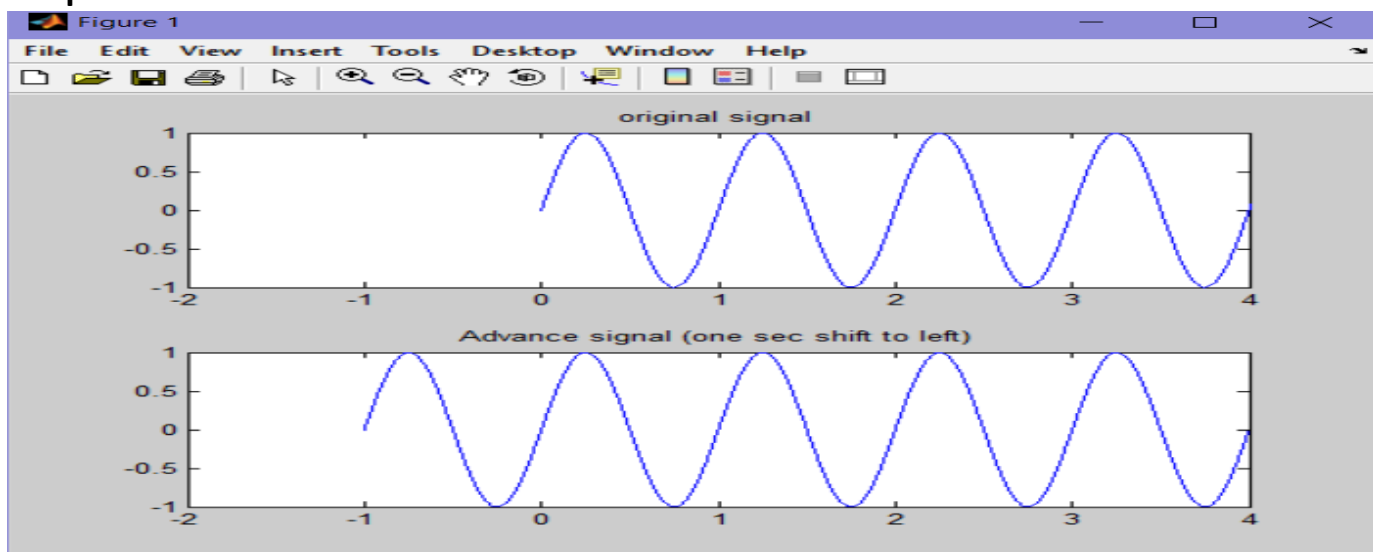 Figure 1
File Edit View Insert Tools Desktop Window Help
original signal
1
0.5
0
-0.5
-1
-2 -1 0 1 2 3 4
Advance signal (one sec shift to left)
1
0.5
0
-0.5
-1
-2 -1 0 1 2 3 4